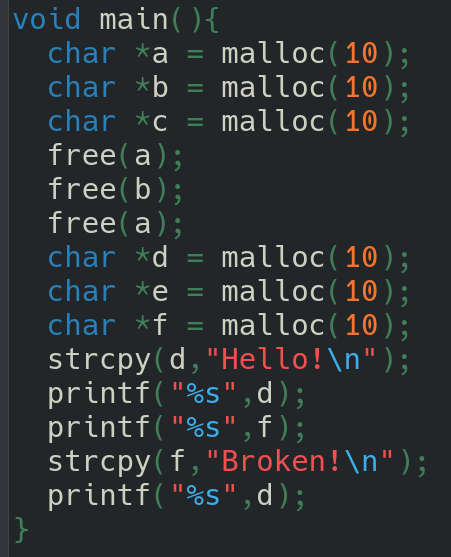 void main(){
  char *a = malloc(10);
  char *b = malloc(10);
  char *c = malloc(10);
  free(a);
  free(b);
  free(a);
  char *d = malloc(10);
  char *e = malloc(10);
  char *f = malloc(10);
  strcpy(d,"Hello!\n");
  printf("%s",d);
  printf("%s",f);
  strcpy(f,"Broken!\n");
  printf("%s",d);
}